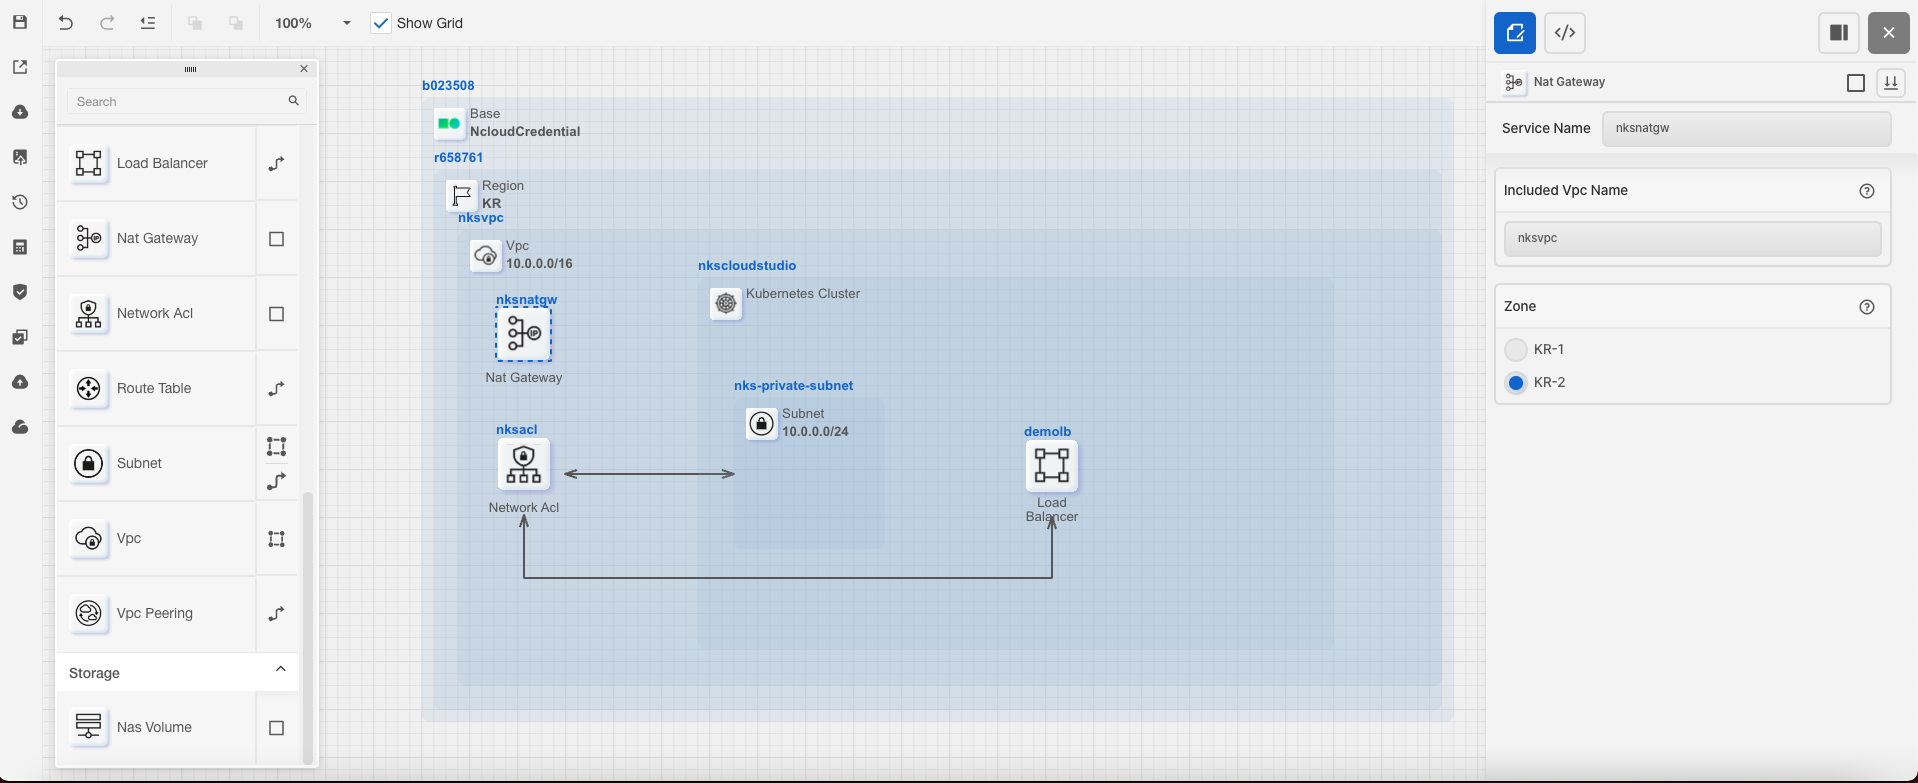 100%
Show Grid
Search
Load Balancer
Nat Gateway
Network Acl
Route Table
Subnet
Vpc
Vpc Peering
Storage
Nas Volume
b023508
Base
NcloudCredential
r658761
Region
KR
nksvpc
Vpc
10.0.0.0/16
nksnatgw
IP
Nat Gateway
nksacl
Network Acl
nkscloudstudio
Kubernetes Cluster
nks-private-subnet
Subnet
10.0.0.0/24
demolb
Load
Balancer
Nat Gateway
Service Name
nksnatgw
Included Vpc Name
nksvpc
Zone
KR-1
KR-2